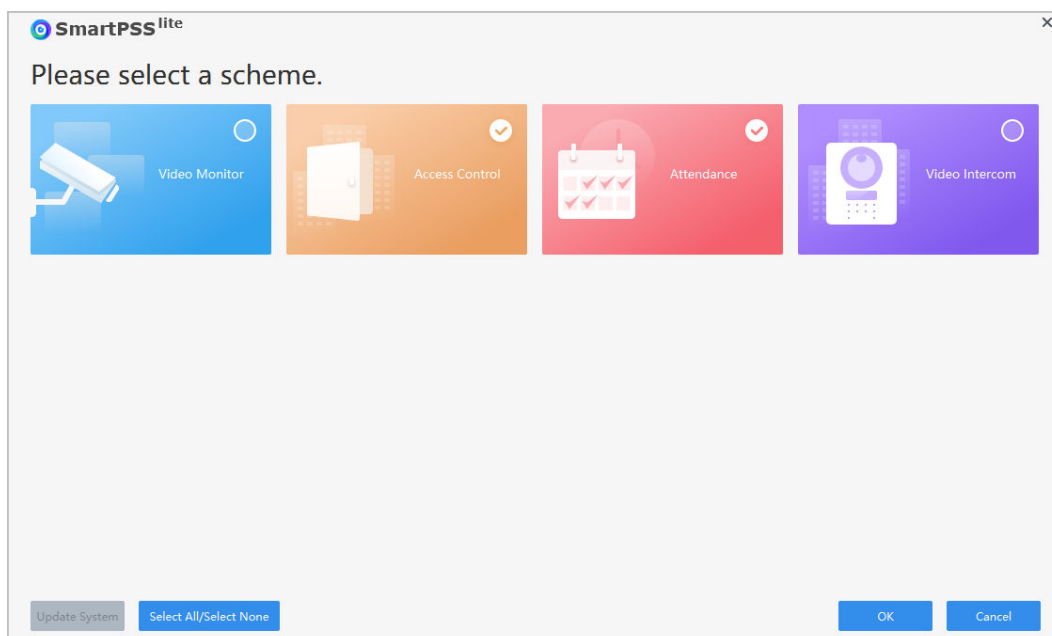 SmartPSS lite
Please select a scheme.
Video Monitor
Access Control
Attendance
Video Intercom
Update System
Select All/Select None
OK
Cancel